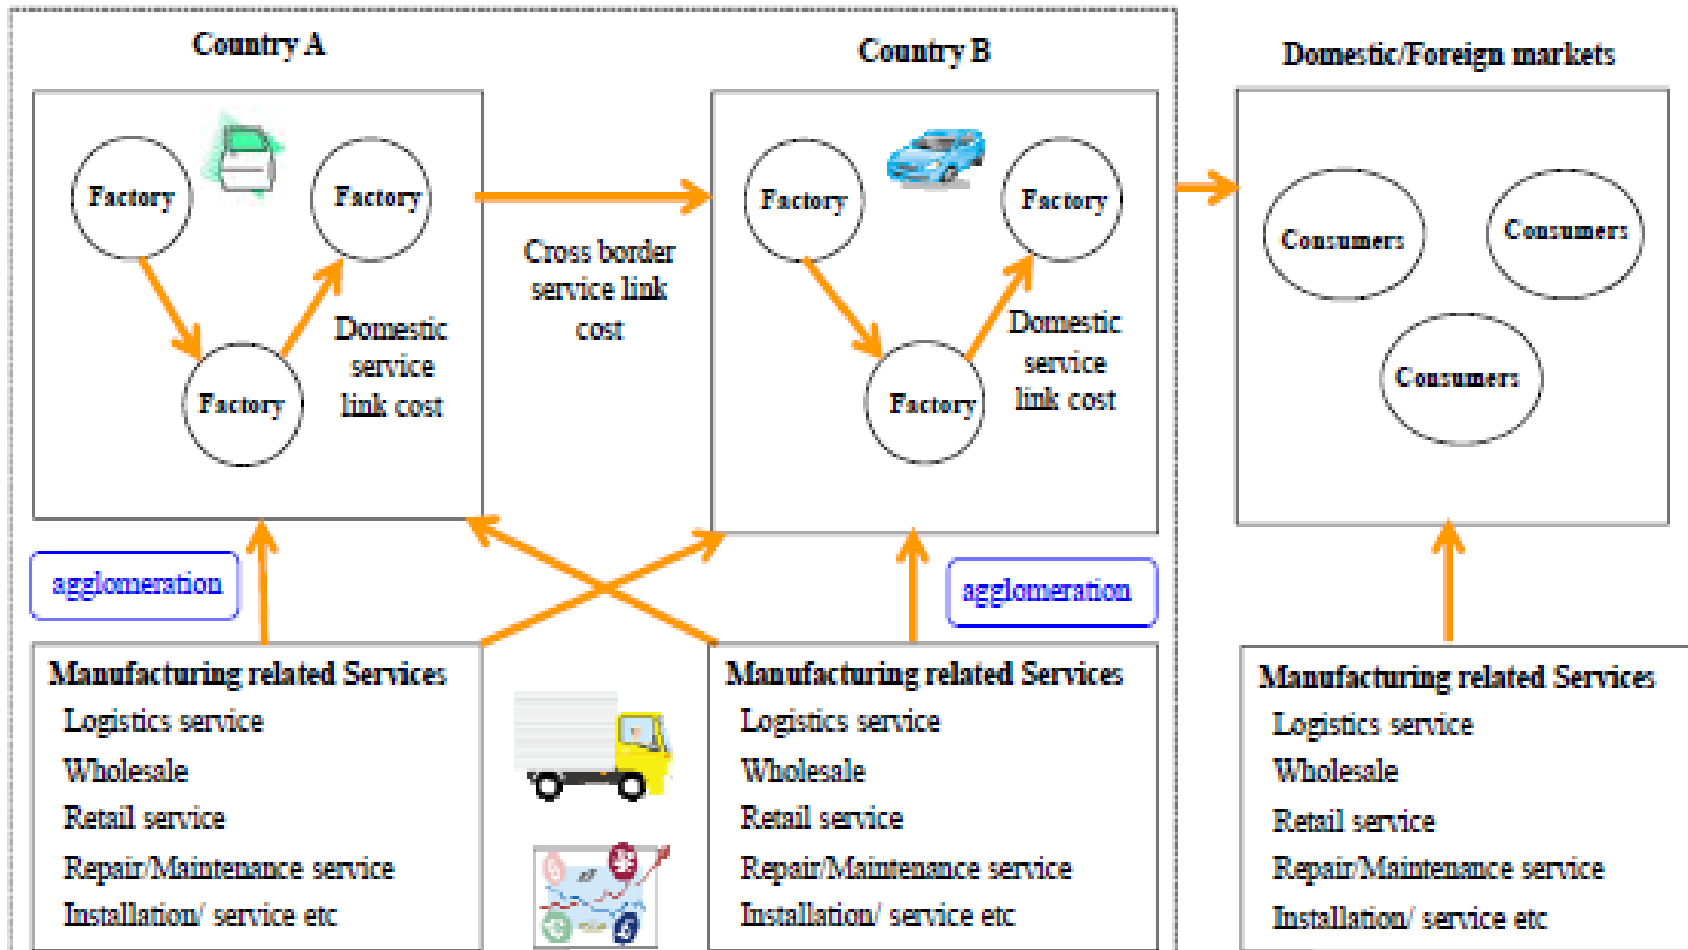 Country A
Country B
Domestic/Foreign markets
Factory
Factory
Factory
Domestic
service
link cost
Cross border
service link
cost
Factory
Factory
Factory
Domestic
service
link cost
Consumers
Consumers
Consumers
agglomeration
agglomeration
Manufacturing related Services
Logistics service
Wholesale
Retail service
Repair/Maintenance service
Installation/ service etc
Manufacturing related Services
Logistics service
Wholesale
Retail service
Repair/Maintenance service
Installation/ service etc
Manufacturing related Services
Logistics service
Wholesale
Retail service
Repair/Maintenance service
Installation/ service etc